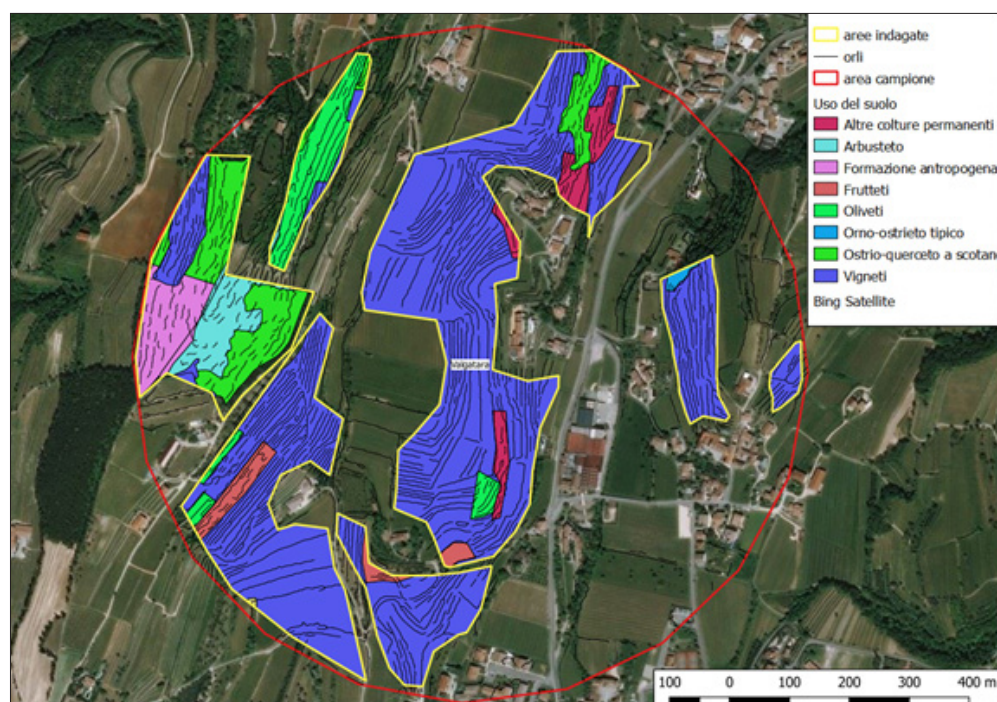 aree indagate
orli
area campione
Uso del suolo
Altre colture permanenti
Arbusteto
Formazione antropogena
Frutteti
Oliveti
Orno-ostrieto tipico
Ostrio-querceto a scotano
Vigneti
Bing Satellite
Valgatara
100 0 100 200 300 400 m